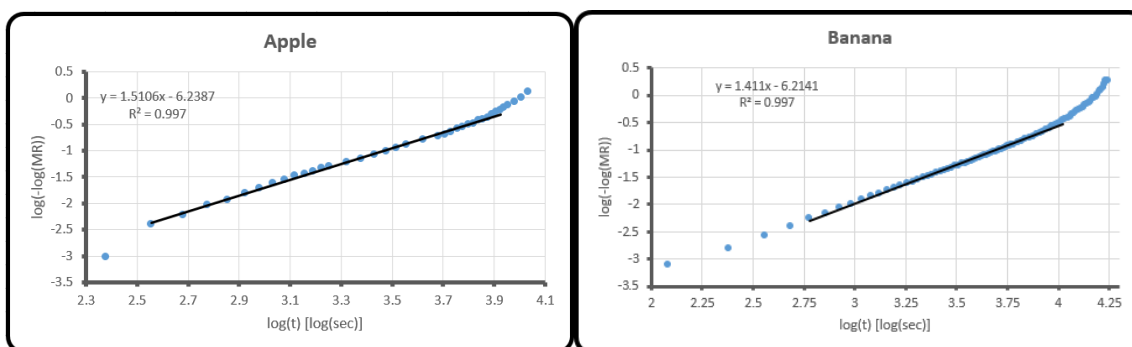 Apple
0.5
0
-0.5
-1
-1.5
-2
-2.5
-3
-3.5
y = 1.5106x - 6.2387
R² = 0.997
log(-log(MR))
2.3 2.5 2.7 2.9 3.1 3.3 3.5 3.7 3.9 4.1
log(t) [log(sec)]
Banana
0.5
0
-0.5
-1
-1.5
-2
-2.5
-3
-3.5
y = 1.411x - 6.2141
R² = 0.997
log(-log(MR))
2 2.25 2.5 2.75 3 3.25 3.5 3.75 4 4.25
log(t) [log(sec)]